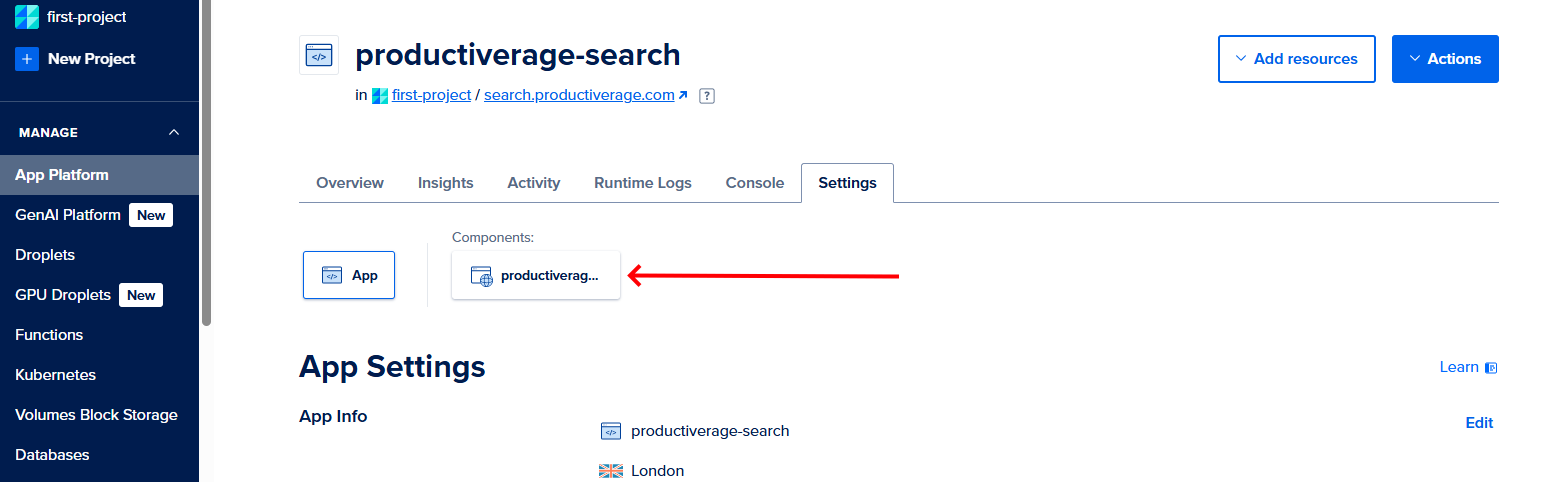 first-project
+ New Project
MANAGE
App Platform
GenAI Platform New
Droplets
GPU Droplets New
Functions
Kubernetes
Volumes Block Storage
Databases
productiverage-search
in first-project / search.productiverage.com ?
Add resources
Actions
Overview Insights Activity Runtime Logs Console Settings
Components:
App productiverag...
App Settings
Learn
App Info
productiverage-search
Edit
London